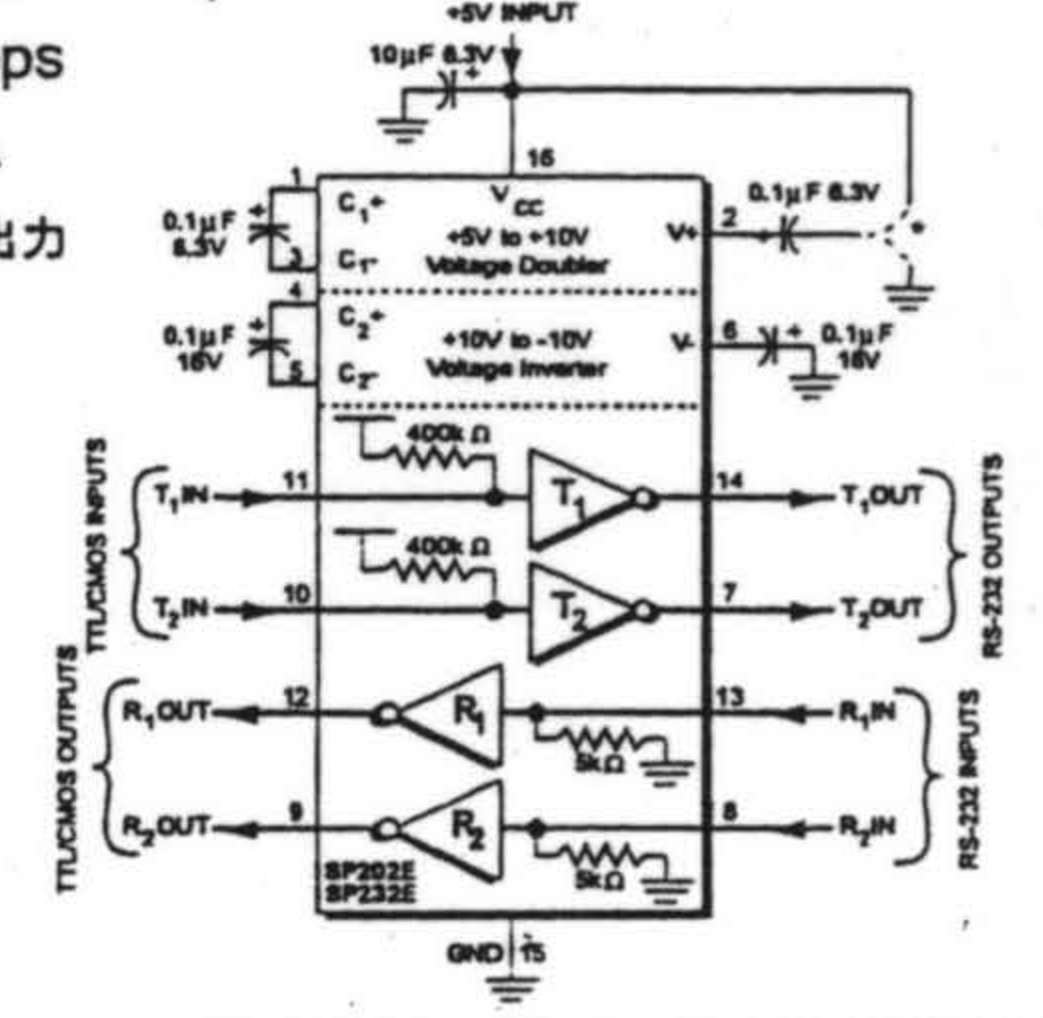 ps
出力
+5V INPUT
10μF 6.3V
+
16
1
C1+
VCC
0.1μF 6.3V
0.1μF
6.3V
+
+5V to +10V
Voltage Doubler
V+
2
+
*
3
C1-
4
C2+
0.1μF
16V
+
+10V to -10V
Voltage Inverter
V-
6
+
0.1μF
16V
5
C2-
400kΩ
TTL/CMOS INPUTS
T1IN
11
T1
14
T1OUT
RS-232 OUTPUTS
400kΩ
T2IN
10
T2
7
T2OUT
TTL/CMOS OUTPUTS
R1OUT
12
R1
13
R1IN
RS-232 INPUTS
5kΩ
R2OUT
9
R2
8
R2IN
5kΩ
SP202E
SP232E
GND
15